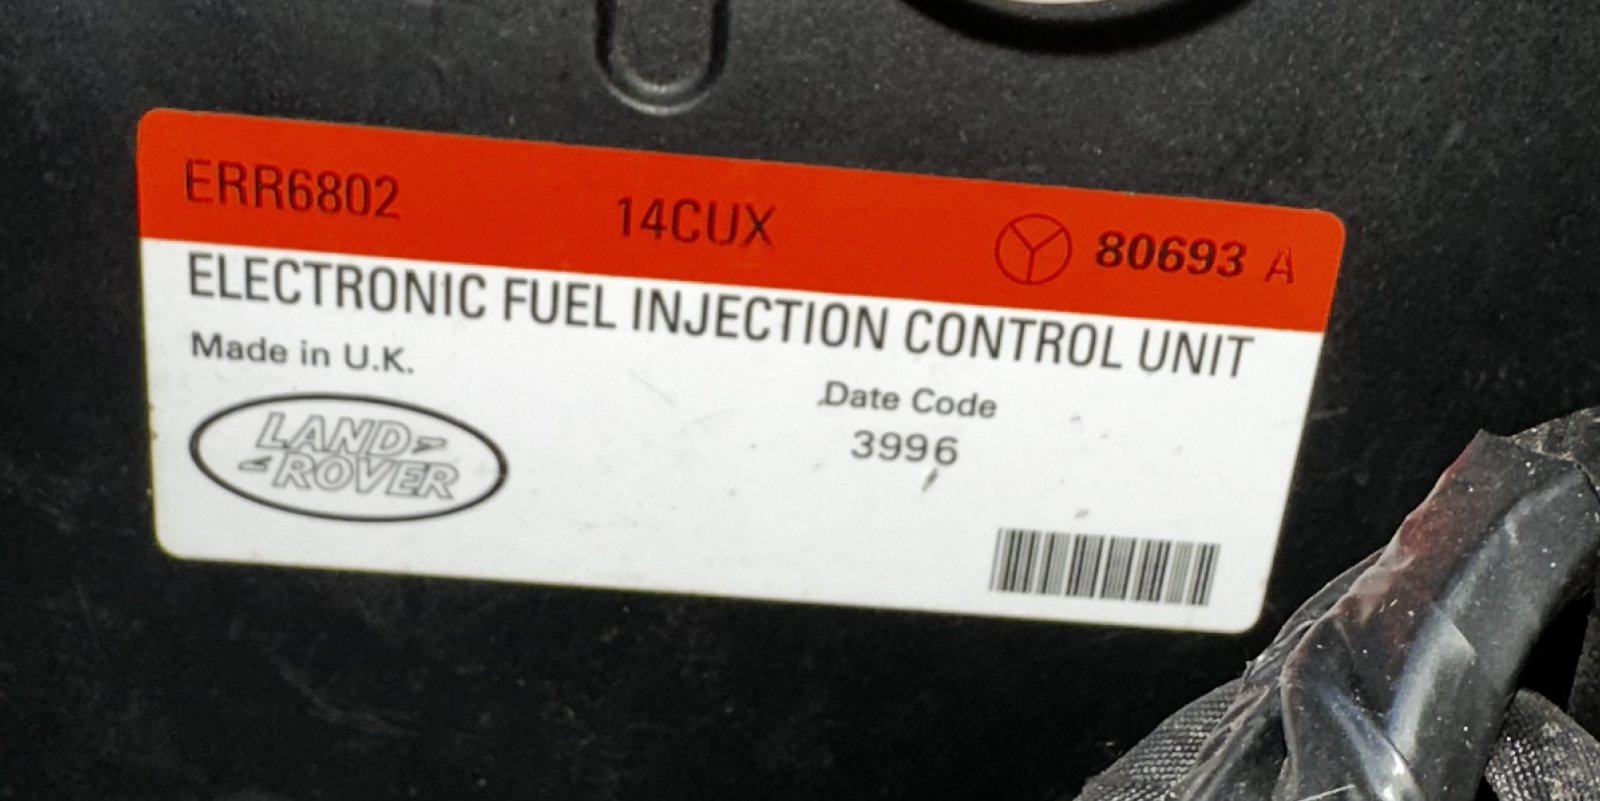 ERR6802 14CUX 80693 A
ELECTRONIC FUEL INJECTION CONTROL UNIT
Made in U.K.
Date Code
3996
LAND
ROVER